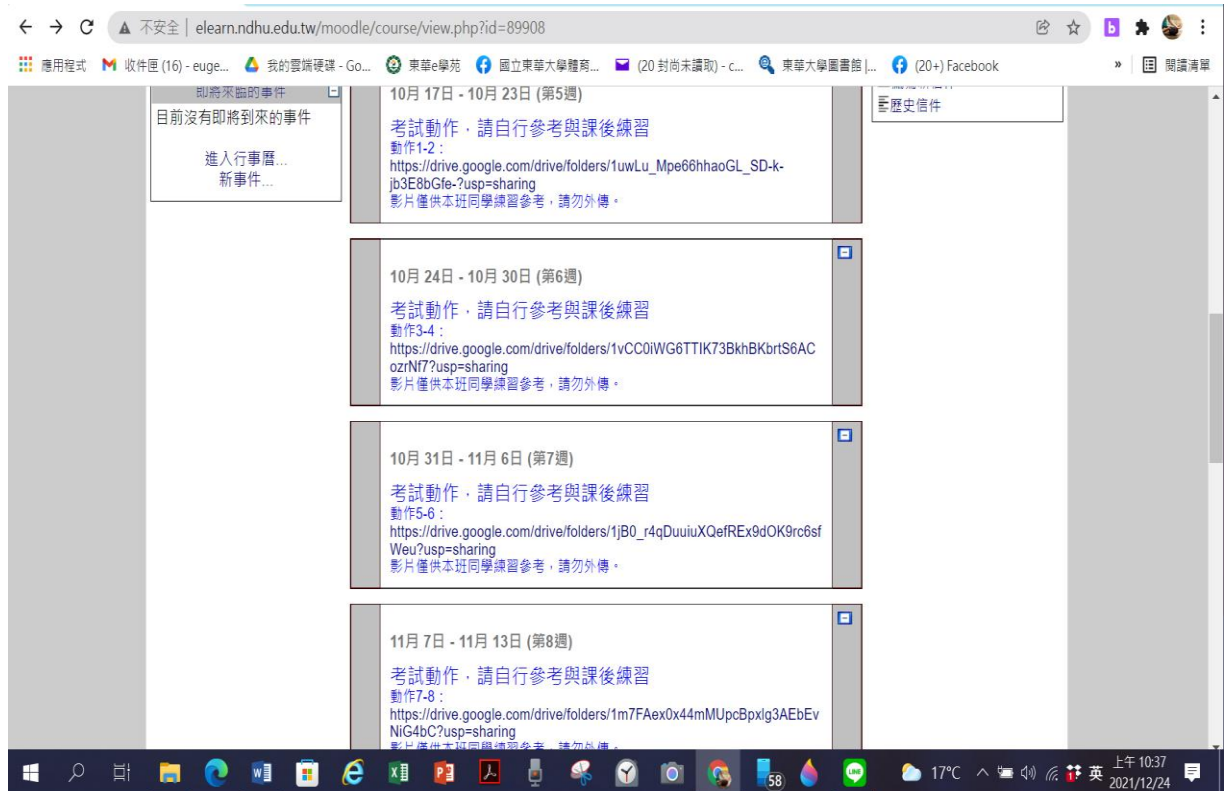 不安全 | elearn.ndhu.edu.tw/moodle/course/view.php?id=89908
應用程式 收件匣 (16) - euge... 我的雲端硬碟 - Go... 東華e學苑 國立東華大學體育... (20 封尚未讀取) - c... 東華大學圖書館 |... (20+) Facebook » 閱讀清單
即將來臨的事件
目前沒有即將到來的事件
進入行事曆...
新事件...
10月 17日 - 10月 23日 (第5週)
考試動作，請自行參考與課後練習
動作1-2：
https://drive.google.com/drive/folders/1uwLu_Mpe66hhaoGL_SD-k-
jb3E8bGfe-?usp=sharing
影片僅供本班同學練習參考，請勿外傳。
歷史信件
10月 24日 - 10月 30日 (第6週)
考試動作，請自行參考與課後練習
動作3-4：
https://drive.google.com/drive/folders/1vCC0iWG6TTIK73BkhBKbrtS6AC
ozrNf7?usp=sharing
影片僅供本班同學練習參考，請勿外傳。
10月 31日 - 11月 6日 (第7週)
考試動作，請自行參考與課後練習
動作5-6：
https://drive.google.com/drive/folders/1jB0_r4qDuuiuXQefREx9dOK9rc6sf
Weu?usp=sharing
影片僅供本班同學練習參考，請勿外傳。
11月 7日 - 11月 13日 (第8週)
考試動作，請自行參考與課後練習
動作7-8：
https://drive.google.com/drive/folders/1m7FAex0x44mMUpcBpxlg3AEbEv
NiG4bC?usp=sharing
影片僅供本班同學練習參考，請勿外傳。
58 17°C 英 上午 10:37
2021/12/24